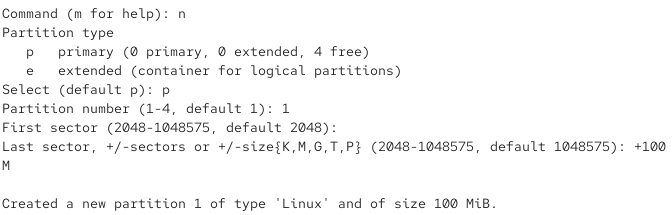 Command (m for help): n
Partition type
   p   primary (0 primary, 0 extended, 4 free)
   e   extended (container for logical partitions)
Select (default p): p
Partition number (1-4, default 1): 1
First sector (2048-1048575, default 2048):
Last sector, +/-sectors or +/-size{K,M,G,T,P} (2048-1048575, default 1048575): +100
M

Created a new partition 1 of type 'Linux' and of size 100 MiB.